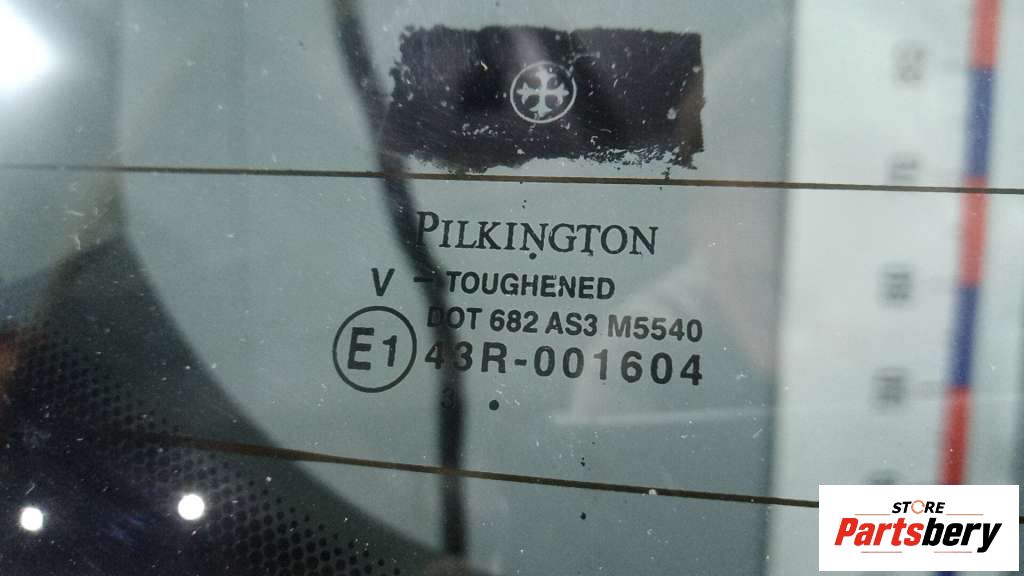 PILKINGTON
V - TOUGHENED
DOT 682 AS3 M5540
E1 43R-001604
3 •
STORE
Partsbery